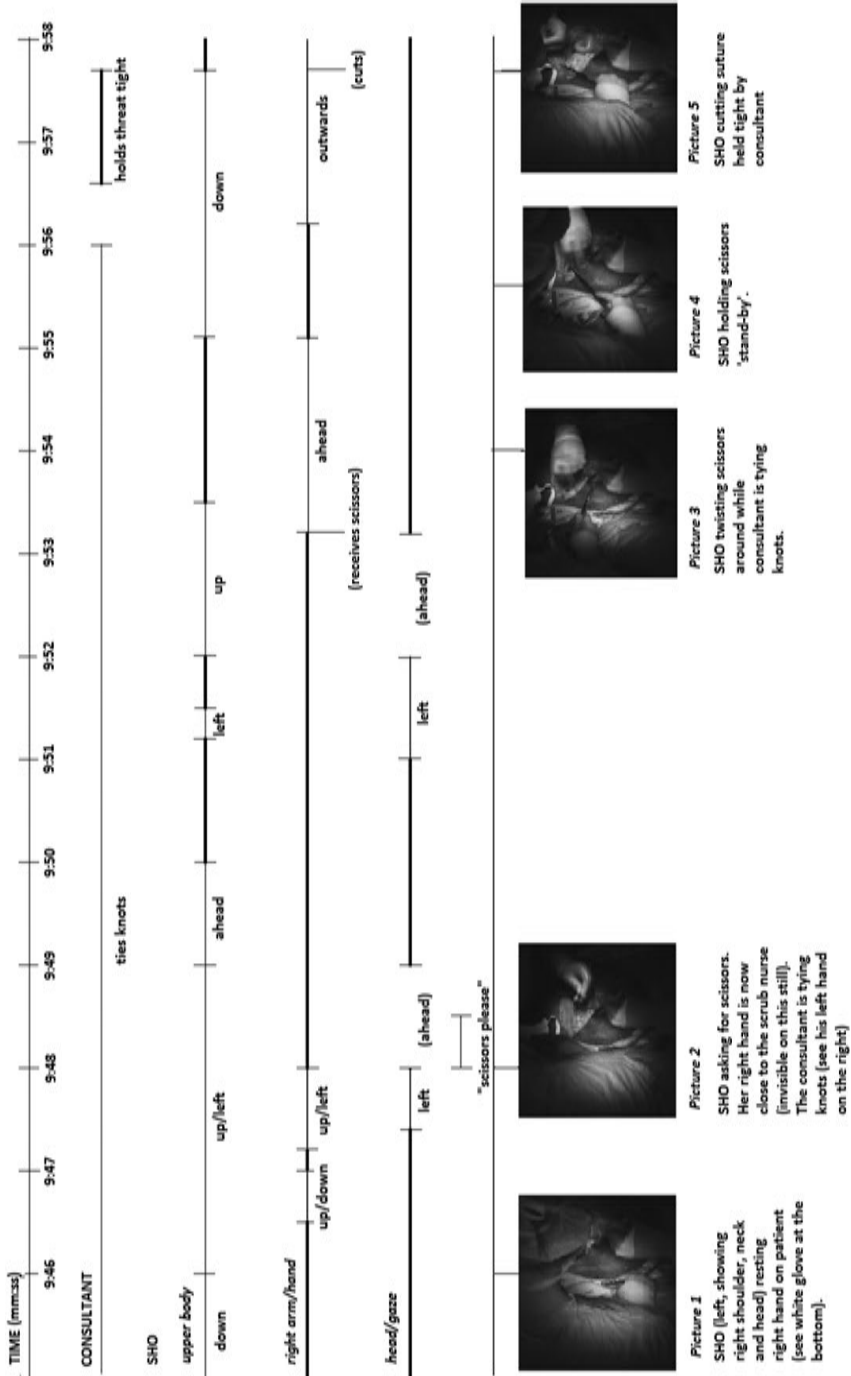 TIME (mm:ss)
9:46 9:47 9:48 9:49 9:50 9:51 9:52 9:53 9:54 9:55 9:56 9:57 9:58
CONSULTANT
ties knots
holds threat tight
SHO
upper body
down up/left ahead left up down
right arm/hand
up/down up/left ahead outwards
(receives scissors) (cuts)
head/gaze
left (ahead) left (ahead)
"scissors please"
Picture 1
SHO (left, showing
right shoulder, neck
and head) resting
right hand on patient
(see white glove at the
bottom).
Picture 2
SHO asking for scissors.
Her right hand is now
close to the scrub nurse
(invisible on this still).
The consultant is tying
knots (see his left hand
on the right)
Picture 3
SHO twisting scissors
around while
consultant is tying
knots.
Picture 4
SHO holding scissors
'stand-by'.
Picture 5
SHO cutting suture
held tight by
consultant